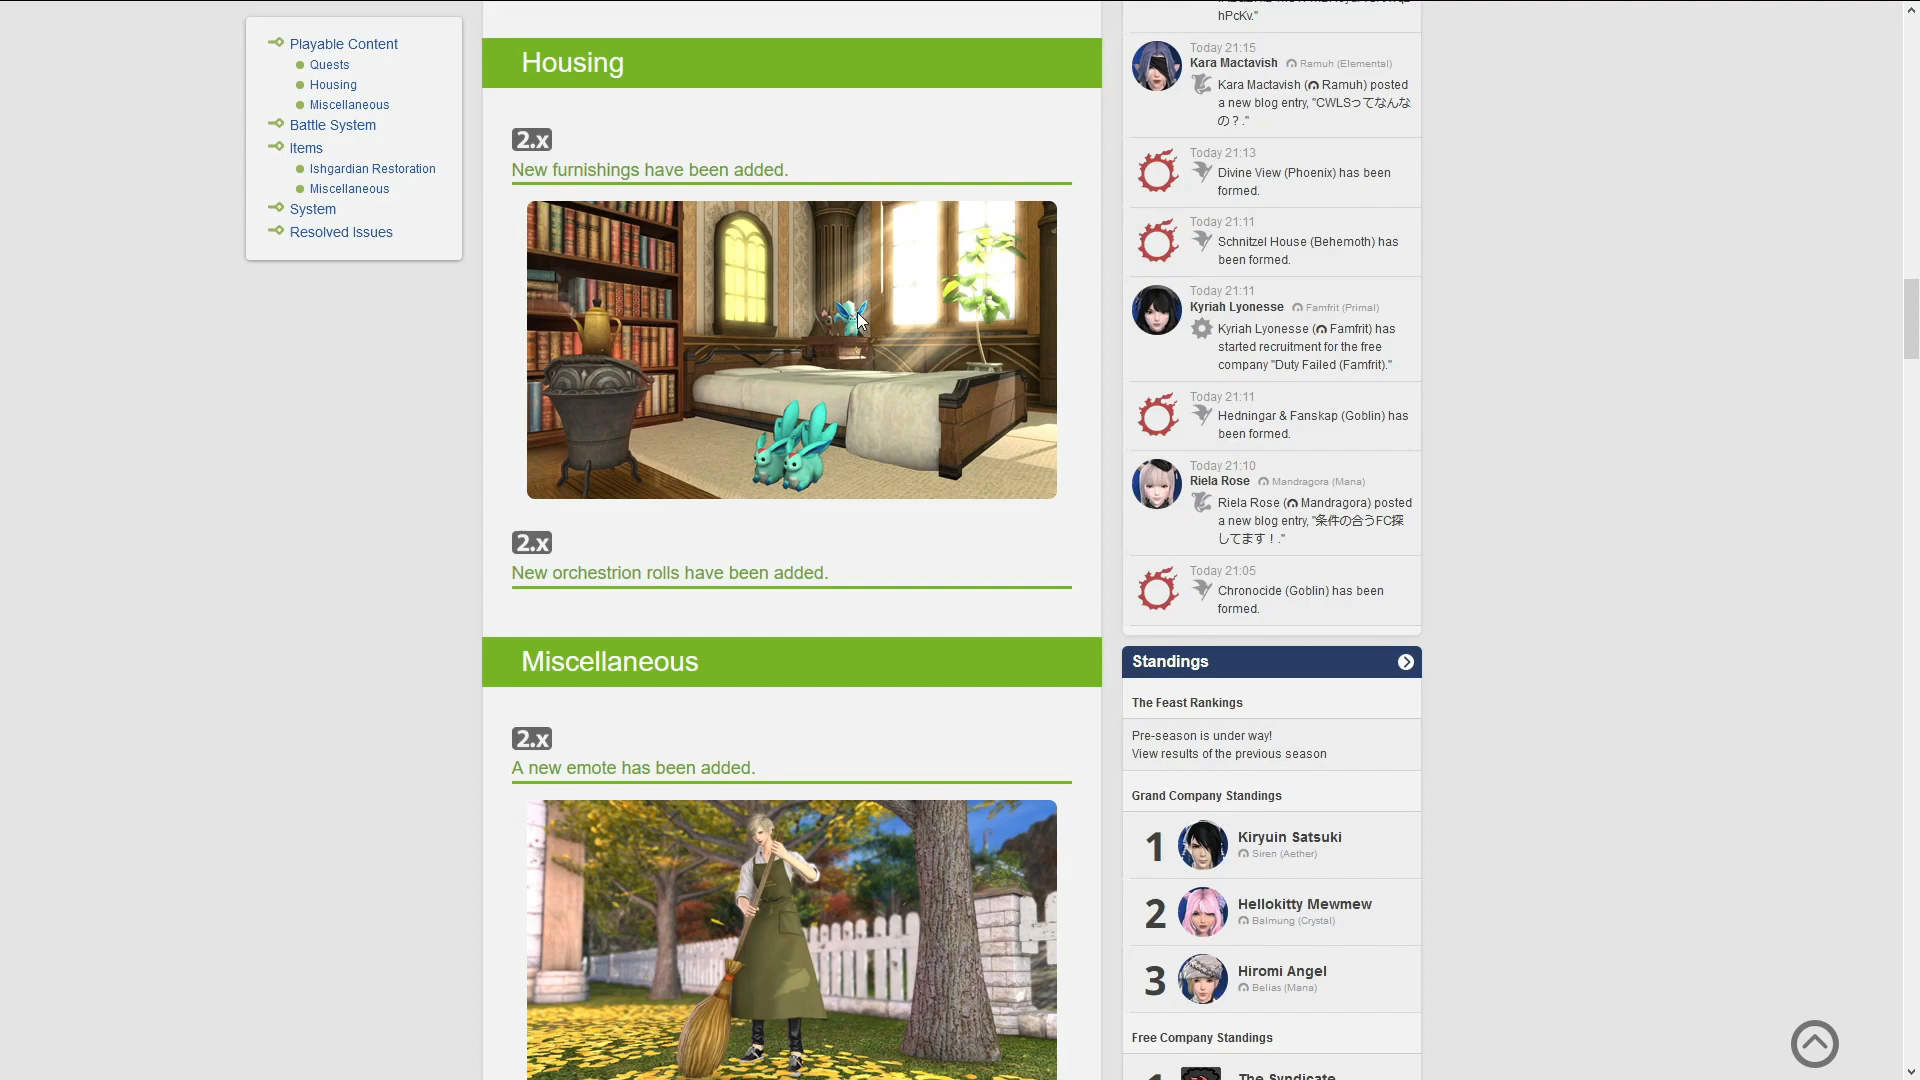 Playable Content
Quests
Housing
Miscellaneous
Battle System
Items
Ishgardian Restoration
Miscellaneous
System
Resolved Issues
Housing
2.x
New furnishings have been added.
2.x
New orchestrion rolls have been added.
Miscellaneous
2.x
A new emote has been added.
hPcKv."
Today 21:15
Kara Mactavish Ramuh (Elemental)
Kara Mactavish ( Ramuh) posted
a new blog entry, "CWLSってなんな
の？."
Today 21:13
Divine View (Phoenix) has been
formed.
Today 21:11
Schnitzel House (Behemoth) has
been formed.
Today 21:11
Kyriah Lyonesse Famfrit (Primal)
Kyriah Lyonesse ( Famfrit) has
started recruitment for the free
company "Duty Failed (Famfrit)."
Today 21:11
Hedningar & Fanskap (Goblin) has
been formed.
Today 21:10
Riela Rose Mandragora (Mana)
Riela Rose ( Mandragora) posted
a new blog entry, "条件の合うFC探
してます！."
Today 21:05
Chronocide (Goblin) has been
formed.
Standings
The Feast Rankings
Pre-season is under way!
View results of the previous season
Grand Company Standings
1 Kiryuin Satsuki
Siren (Aether)
2 Hellokitty Mewmew
Balmung (Crystal)
3 Hiromi Angel
Belias (Mana)
Free Company Standings
1 The Syndicate